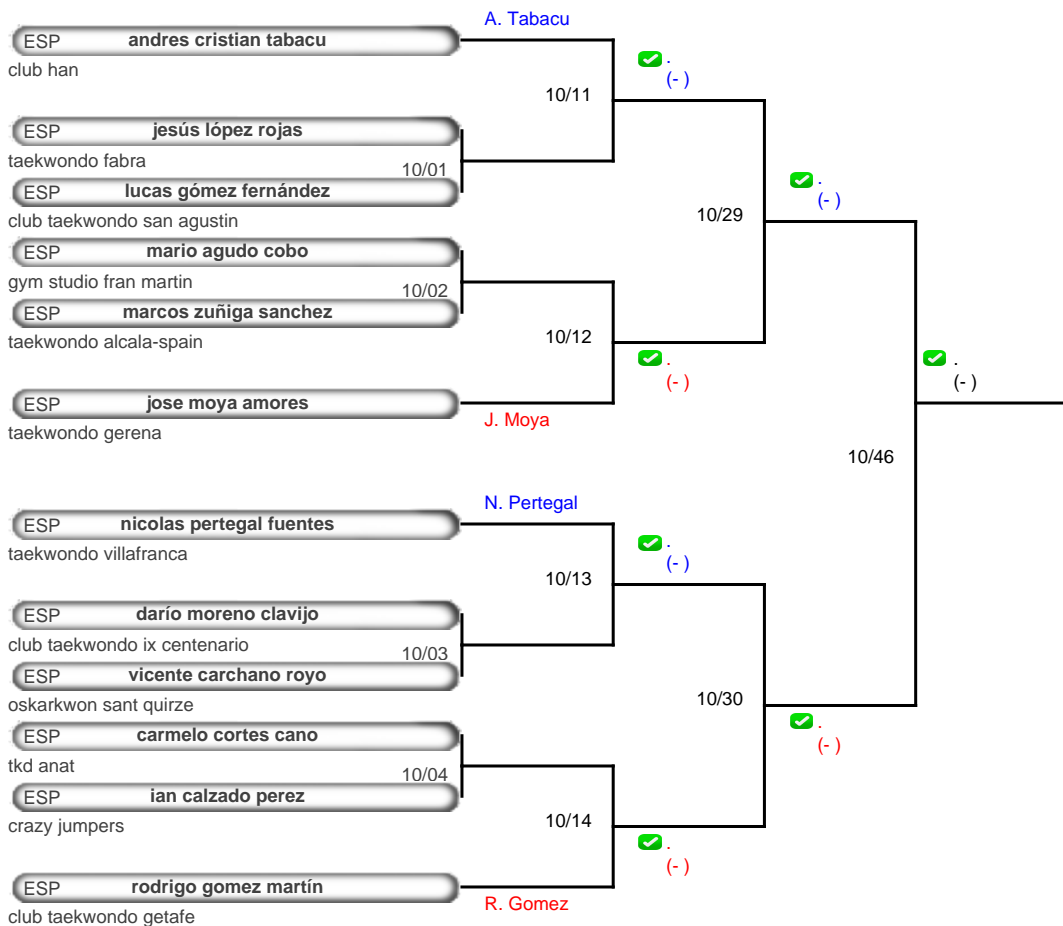 A. Tabacu
ESP andres cristian tabacu
club han
.
(- )
10/11
ESP jesús lópez rojas
taekwondo fabra
10/01
ESP lucas gómez fernández
club taekwondo san agustin
.
(- )
10/29
ESP mario agudo cobo
gym studio fran martin
10/02
ESP marcos zuñiga sanchez
taekwondo alcala-spain
10/12
.
(- )
.
(- )
ESP jose moya amores
taekwondo gerena
J. Moya
10/46
N. Pertegal
ESP nicolas pertegal fuentes
taekwondo villafranca
.
(- )
10/13
ESP darío moreno clavijo
club taekwondo ix centenario
10/03
ESP vicente carchano royo
oskarkwon sant quirze
10/30
.
(- )
ESP carmelo cortes cano
tkd anat
10/04
ESP ian calzado perez
crazy jumpers
10/14
.
(- )
ESP rodrigo gomez martín
club taekwondo getafe
R. Gomez